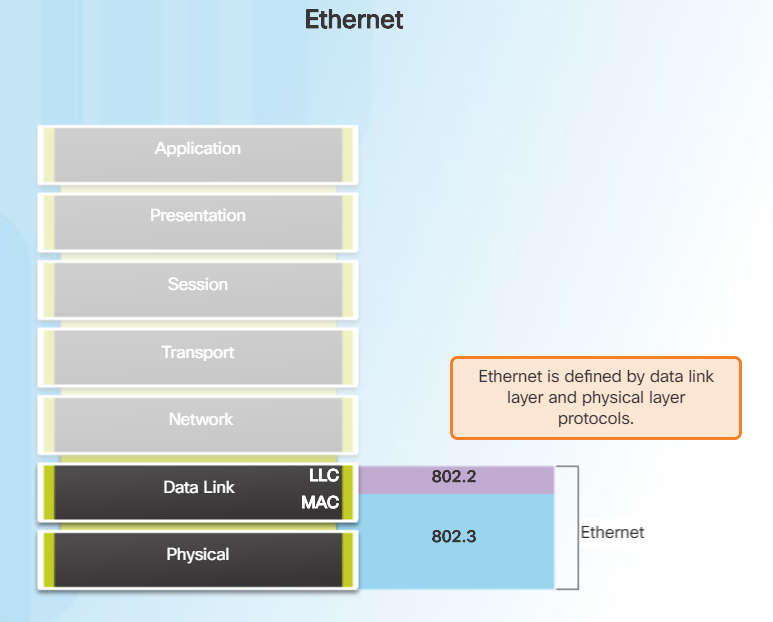 Ethernet
Application
Presentation
Session
Transport
Network
Ethernet is defined by data link
layer and physical layer
protocols.
Data Link
LLC
MAC
802.2
802.3
Ethernet
Physical